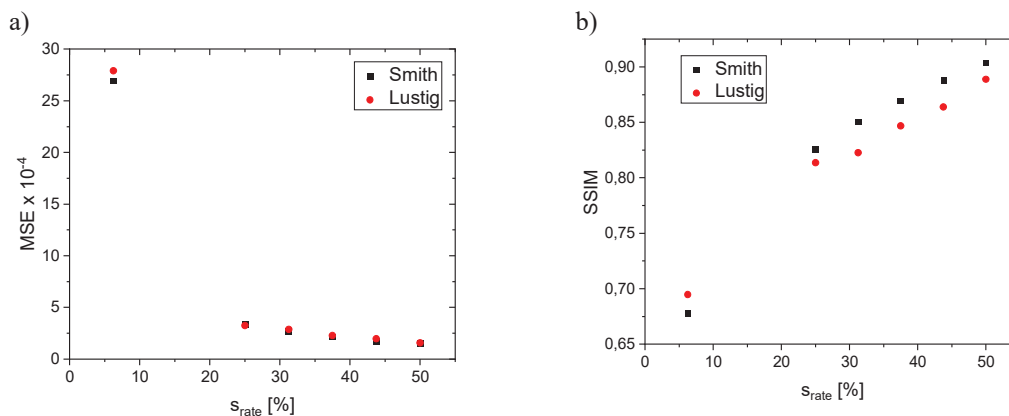 a)
30
25
20
15
10
5
0
MSE x 10⁻⁴
Smith
Lustig
0 10 20 30 40 50
s_rate [%]
b)
0,90
0,85
0,80
0,75
0,70
0,65
SSIM
Smith
Lustig
0 10 20 30 40 50
s_rate [%]